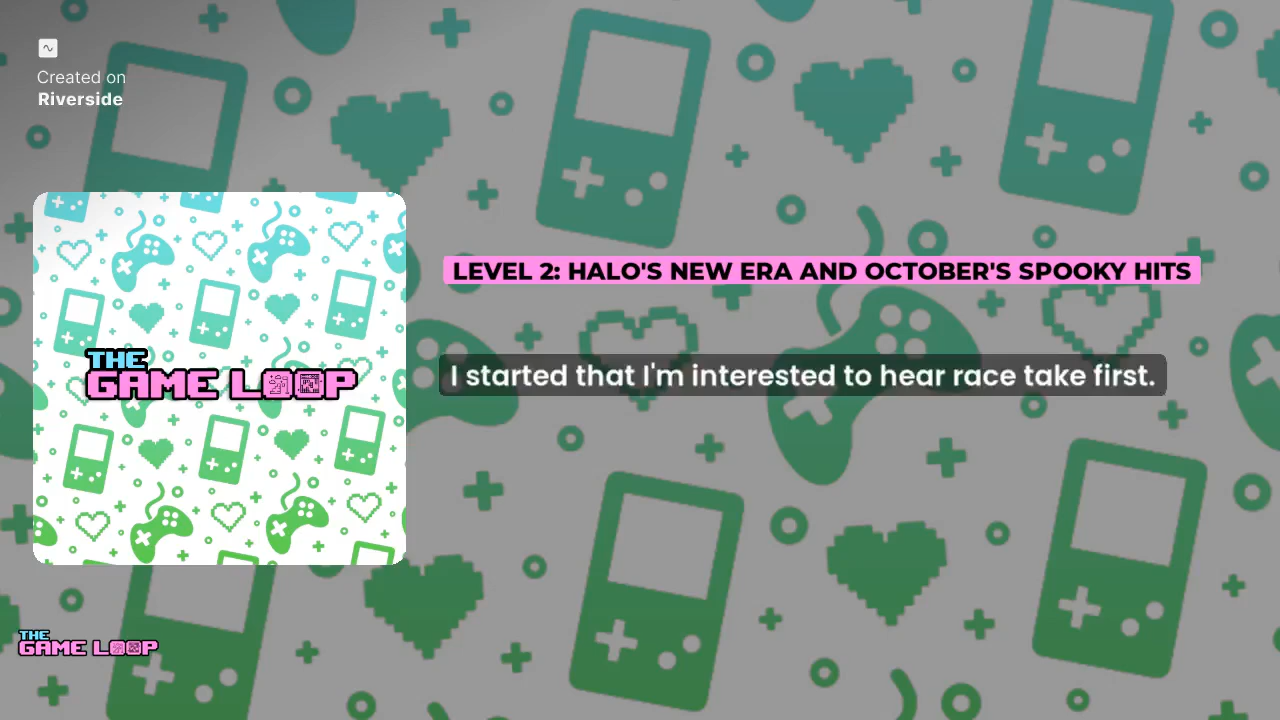 Created on
Riverside
THE
GAME LOOP
LEVEL 2: HALO'S NEW ERA AND OCTOBER'S SPOOKY HITS
I started that I'm interested to hear race take first.
THE
GAME LOOP